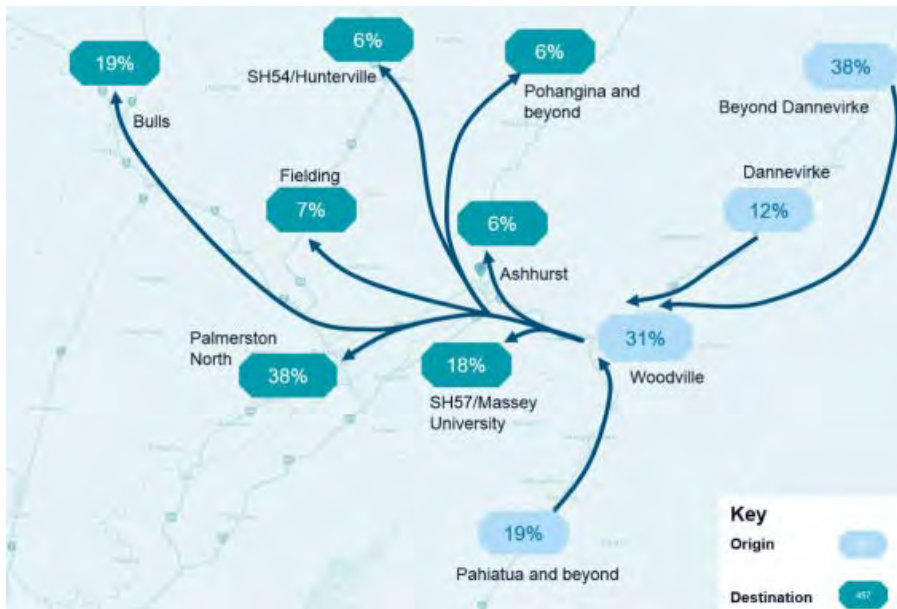 19%
Bulls
6%
SH54/Hunterville
6%
Pohangina and
beyond
38%
Beyond Dannevirke
Fielding
7%
6%
Ashhurst
Dannevirke
12%
Palmerston
North
38%
18%
SH57/Massey
University
31%
Woodville
19%
Pahiatua and beyond
Key
Origin
Destination
457